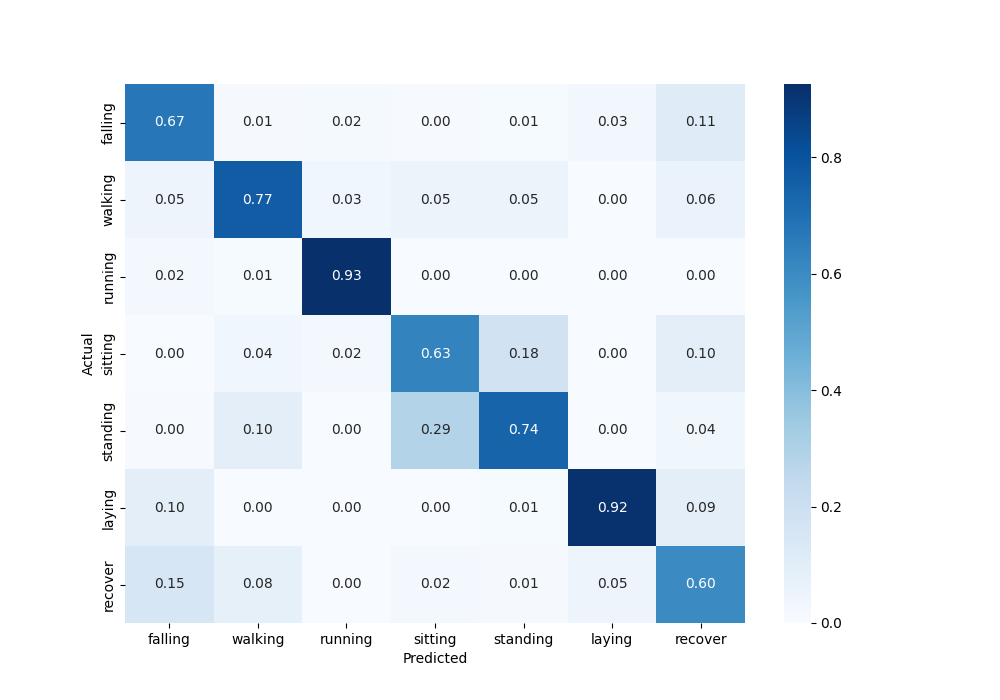 falling 0.67 0.01 0.02 0.00 0.01 0.03 0.11
walking 0.05 0.77 0.03 0.05 0.05 0.00 0.06
running 0.02 0.01 0.93 0.00 0.00 0.00 0.00
Actual
sitting 0.00 0.04 0.02 0.63 0.18 0.00 0.10
standing 0.00 0.10 0.00 0.29 0.74 0.00 0.04
laying 0.10 0.00 0.00 0.00 0.01 0.92 0.09
recover 0.15 0.08 0.00 0.02 0.01 0.05 0.60
falling walking running sitting standing laying recover
Predicted
0.8
0.6
0.4
0.2
0.0